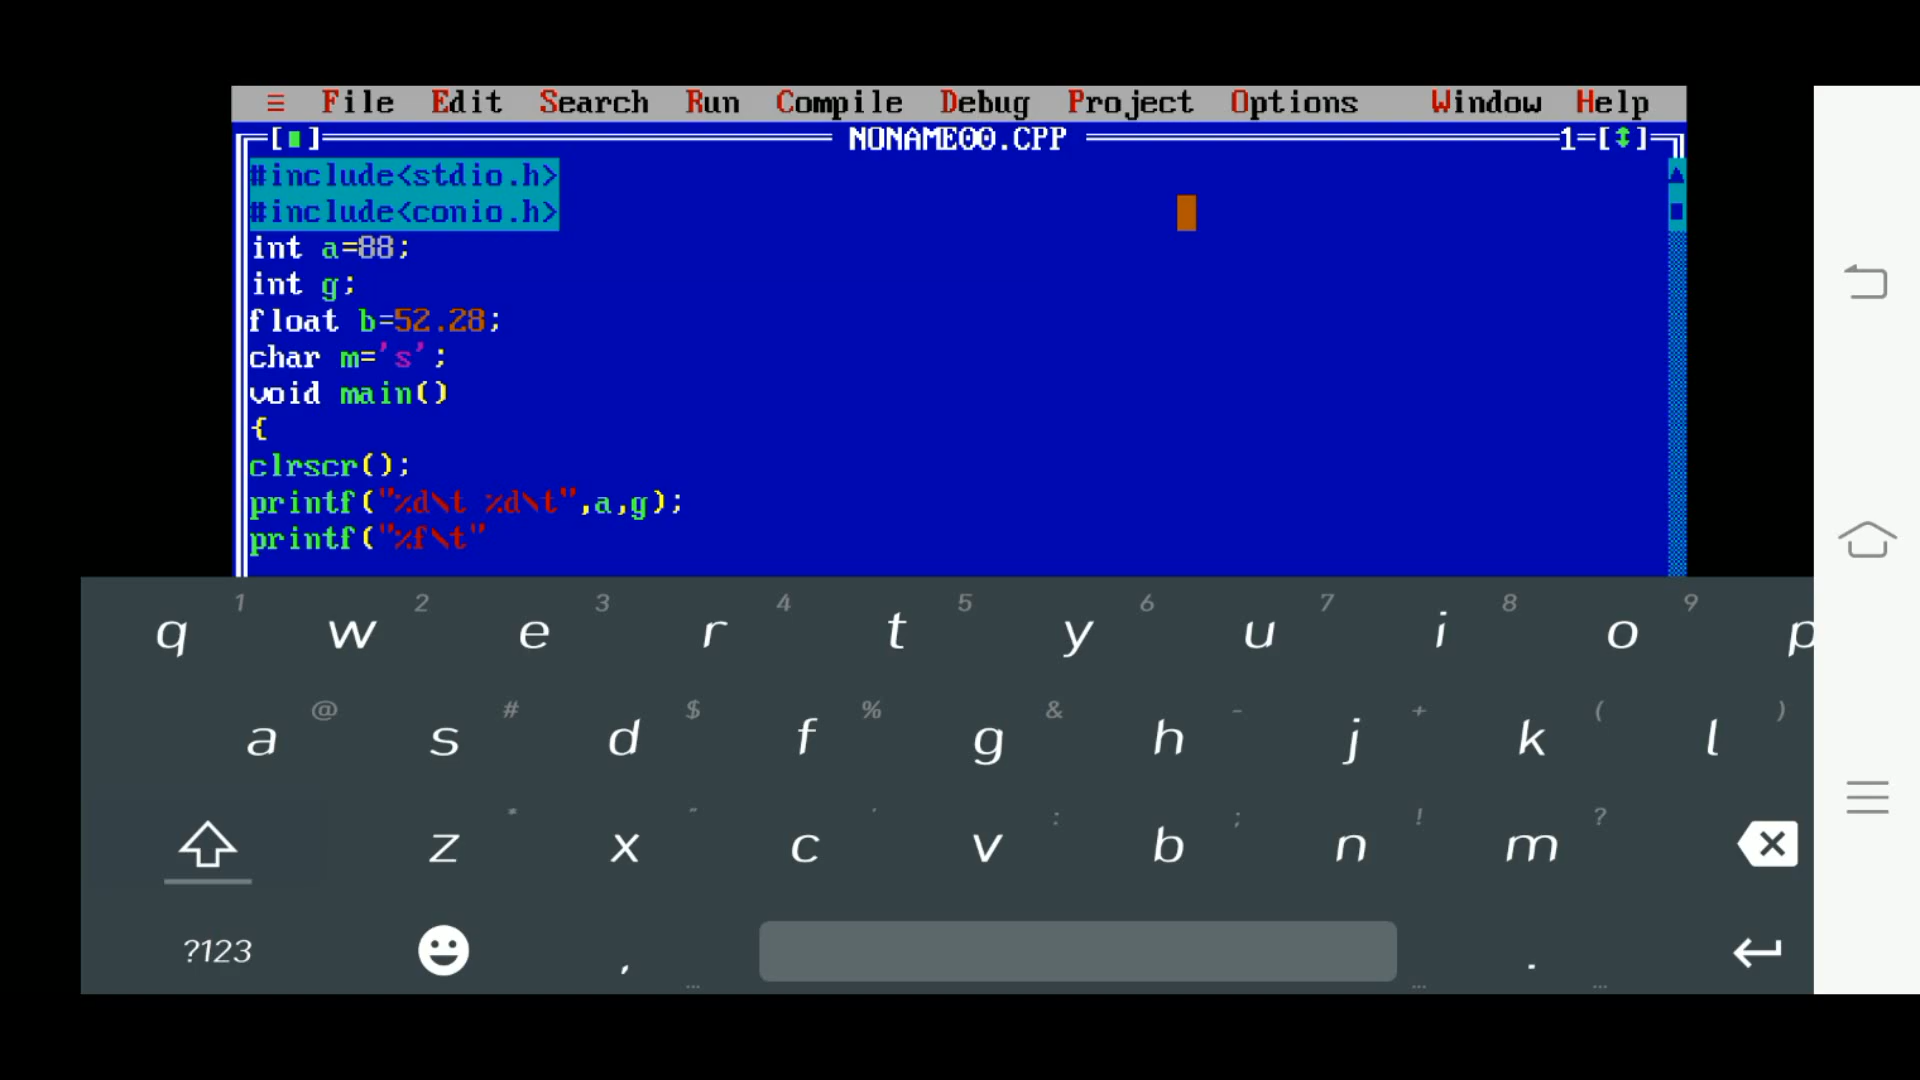 ≡ File Edit Search Run Compile Debug Project Options Window Help
[▮] NONAME00.CPP 1=[↕]
#include<stdio.h>
#include<conio.h>
int a=88;
int g;
float b=52.28;
char m='s';
void main()
{
clrscr();
printf("%d\t %d\t",a,g);
printf("%f\t"
1 2 3 4 5 6 7 8 9
q w e r t y u i o p
@ # $ % & - + ( )
a s d f g h j k l
* " ' : ; ! ?
z x c v b n m
?123 , .